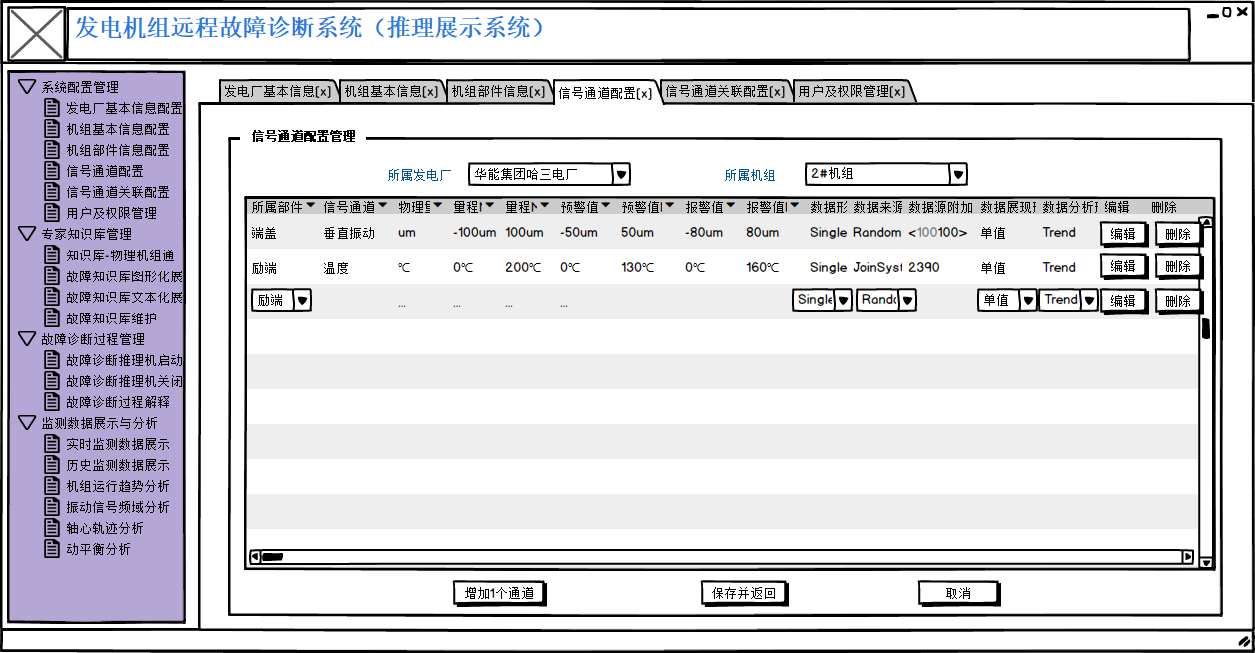 发电机组远程故障诊断系统（推理展示系统）
系统配置管理
发电厂基本信息配置
机组基本信息配置
机组部件信息配置
信号通道配置
信号通道关联配置
用户及权限管理
专家知识库管理
知识库-物理机组通
故障知识库图形化展
故障知识库文本化展
故障知识库维护
故障诊断过程管理
故障诊断推理机启动
故障诊断推理机关闭
故障诊断过程解释
监测数据展示与分析
实时监测数据展示
历史监测数据展示
机组运行趋势分析
振动信号频域分析
轴心轨迹分析
动平衡分析
发电厂基本信息[x] 机组基本信息[x] 机组部件信息[x] 信号通道配置[x] 信号通道关联配置[x] 用户及权限管理[x]
信号通道配置管理
所属发电厂 华能集团哈三电厂 所属机组 2#机组
所属部件 信号通道 物理 量程 量程 预警值 预警值 报警值 报警值 数据形 数据来源 数据源附加 数据展现 数据分析 编辑 删除
端盖 垂直振动 um -100um 100um -50um 50um -80um 80um Single Random <100100> 单值 Trend 编辑 删除
励端 温度 ℃ 0℃ 200℃ 0℃ 130℃ 0℃ 160℃ Single JoinSyst 2390 单值 Trend 编辑 删除
励端 ... ... ... ... Single Rand 单值 Trend 编辑 删除
增加1个通道 保存并返回 取消